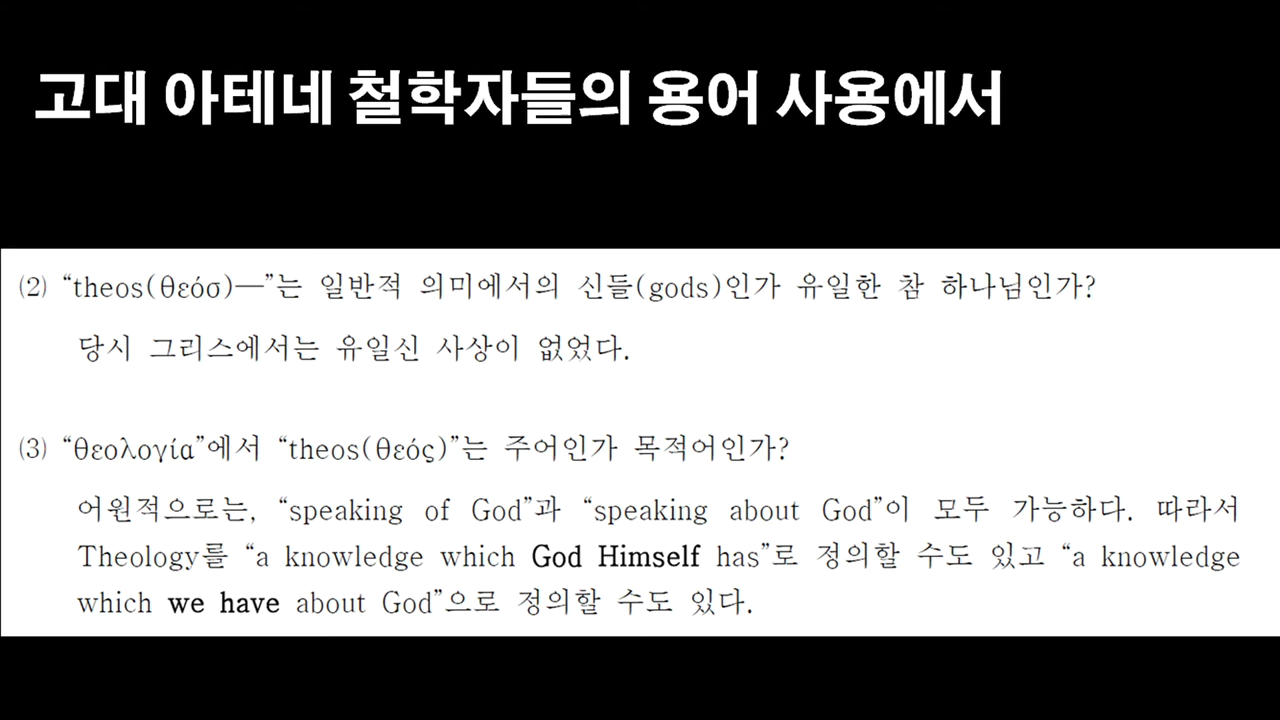 고대 아테네 철학자들의 용어 사용에서
(2) “theos(θεόσ)—”는 일반적 의미에서의 신들(gods)인가 유일한 참 하나님인가?
당시 그리스에서는 유일신 사상이 없었다.
(3) “θεολογία”에서 “theos(θεός)”는 주어인가 목적어인가?
어원적으로는, “speaking of God”과 “speaking about God”이 모두 가능하다. 따라서
Theology를 “a knowledge which God Himself has”로 정의할 수도 있고 “a knowledge
which we have about God”으로 정의할 수도 있다.